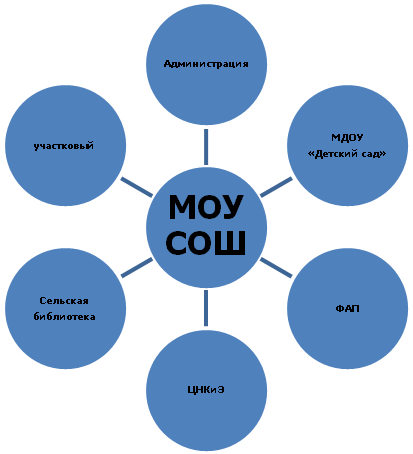 Администрация
участковый
МДОУ
«Детский сад»
МОУ
СОШ
Сельская
библиотека
ФАП
ЦНКиЭ